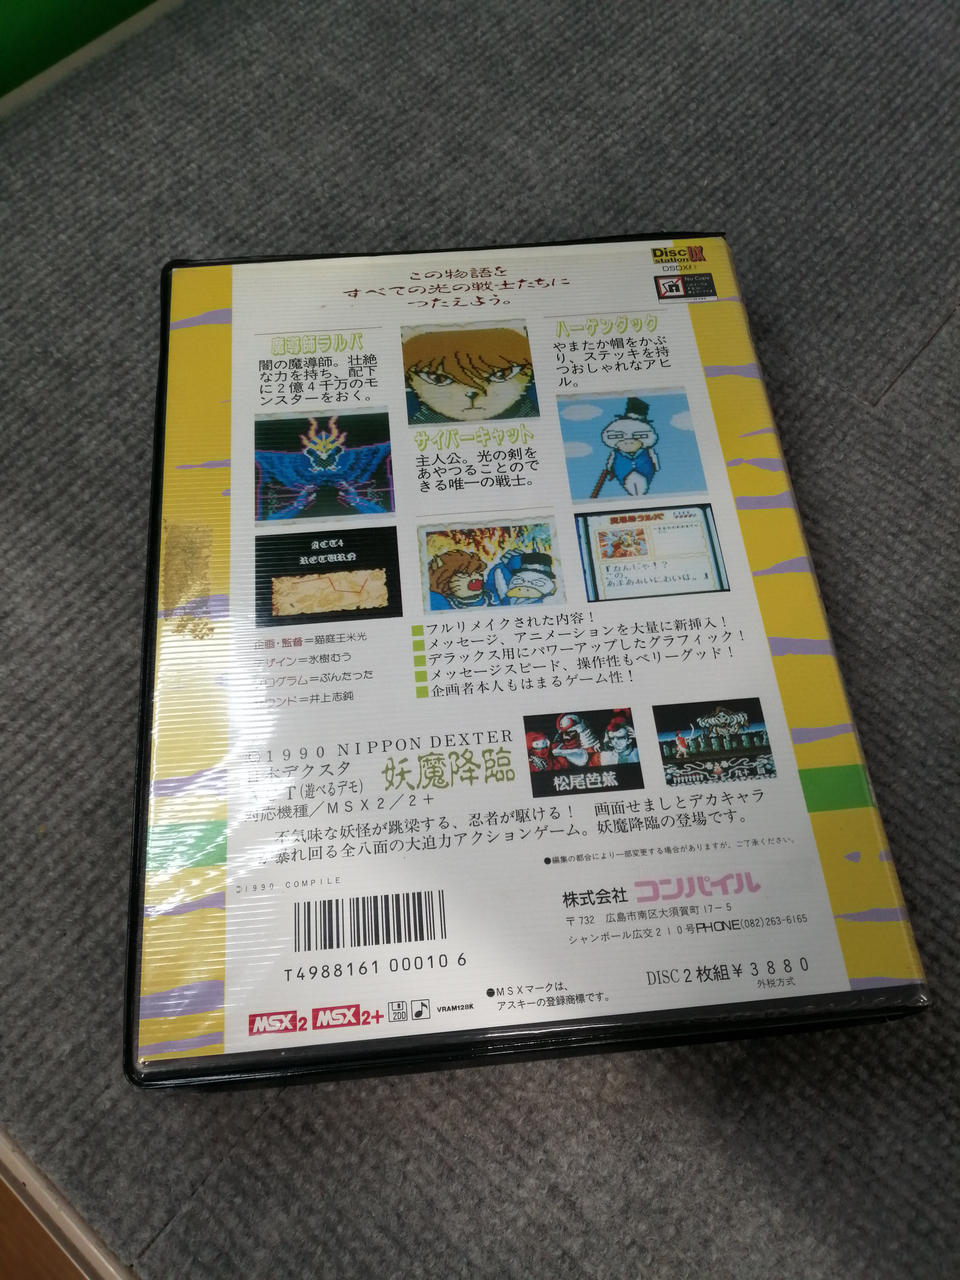 Disc
station DX
DSDX#1
No Copy
この物語を
すべての光の戦士たちに
つたえよう。
魔導師ラルバ
闇の魔導師。壮絶
な力を持ち、配下
に2億4千万のモ
ンスターをおく。
サイバーキャット
主人公。光の剣を
あやつることので
きる唯一の戦士。
ハーゲンダック
やまたか帽をかぶ
り、ステッキを持
つおしゃれなアヒ
ル。
ACT4
RETURN
魔導師ラルバ
『なんじゃ!?
この、
企画・監督=猫庭王米光
デザイン=氷樹むう
プログラム=ぶんたった
サウンド=井上志鈍
■フルリメイクされた内容!
■メッセージ、アニメーションを大量に新挿入!
■デラックス用にパワーアップしたグラフィック!
■メッセージスピード、操作性もベリーグッド!
■企画者本人もはまるゲーム性!
©1990 NIPPON DEXTER
日本デクスタ
T(遊べるデモ)
妖魔降臨
対応機種/MSX2/2+
松尾芭蕉
不気味な妖怪が跳梁する、忍者が駆ける! 画面せましとデカキャラ
が暴れ回る全八面の大迫力アクションゲーム。妖魔降臨の登場です。
●編集の都合により一部変更する場合がありますが、ご了承ください。
©1990 COMPILE
株式会社 コンパイル
〒732 広島市南区大須賀町17-5
シャンボール広交210号PHONE(082)263-6165
T4988161 00010 6
DISC2枚組¥3880
外税方式
●MSXマークは、
アスキーの登録商標です。
MSX2 MSX2+ 2DD VRAM128K